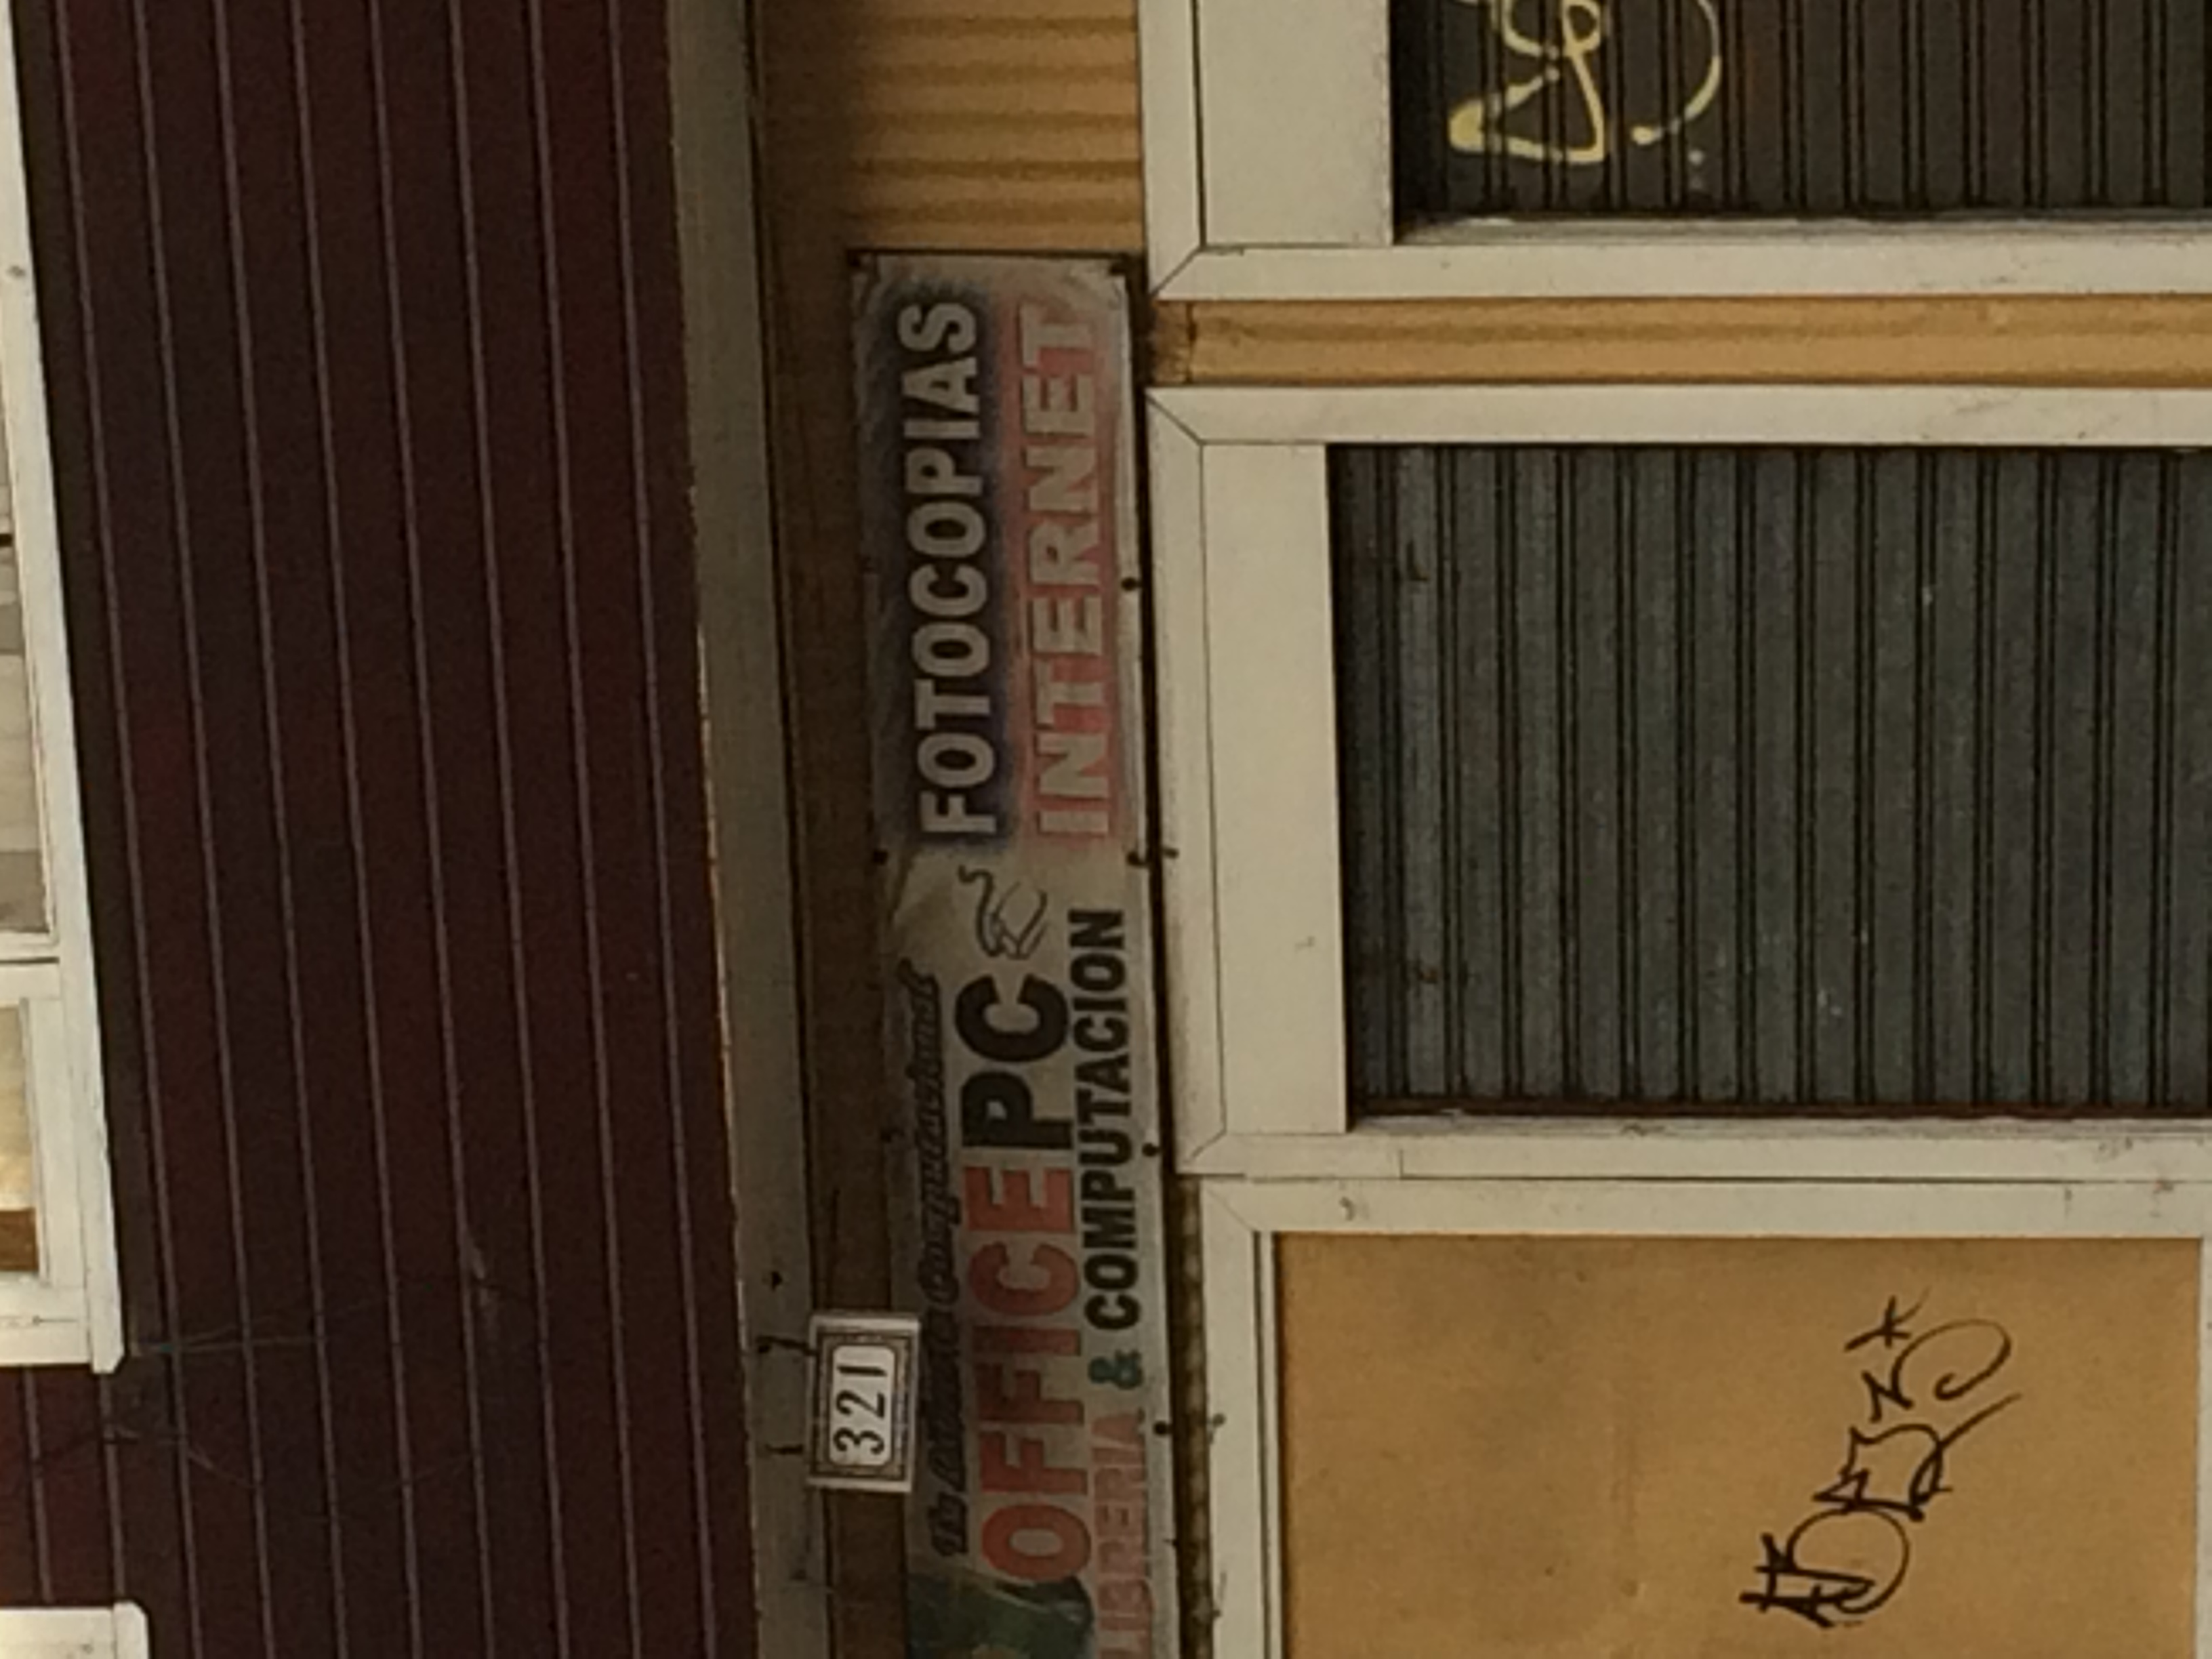 321
OFFICE PC
LIBRERIA & COMPUTACION
FOTOCOPIAS
INTERNET